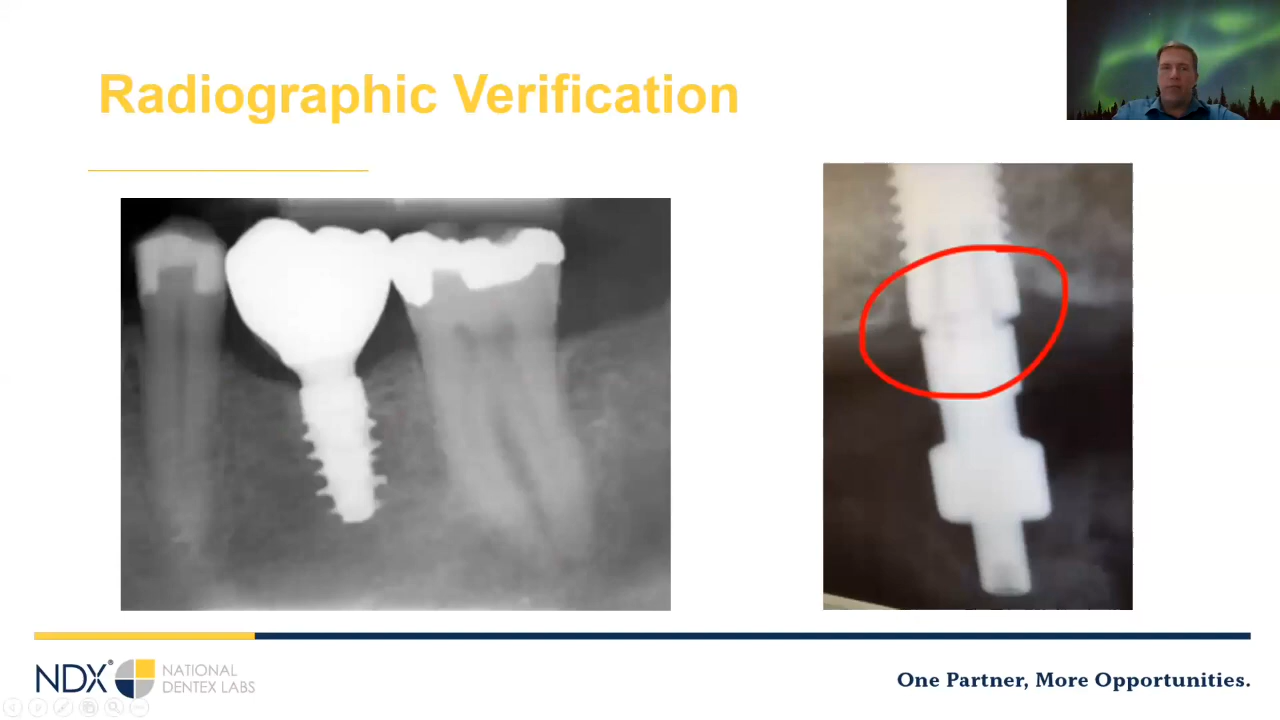 Radiographic Verification
NDX®
NATIONAL
DENTEX LABS
One Partner, More Opportunities.